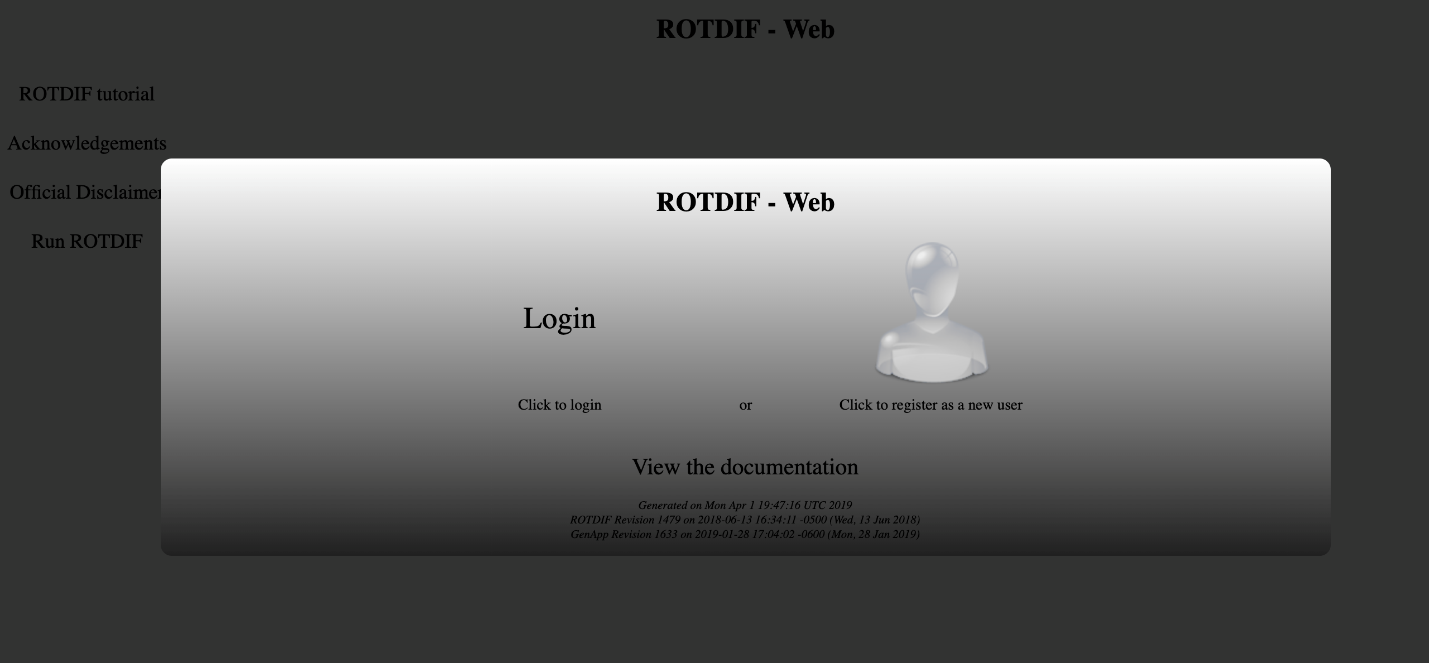 ROTDIF - Web
ROTDIF tutorial
Acknowledgements
Official Disclaimer
Run ROTDIF
ROTDIF - Web
Login
Click to login
or
Click to register as a new user
View the documentation
Generated on Mon Apr 1 19:47:16 UTC 2019
ROTDIF Revision 1479 on 2018-06-13 16:34:11 -0500 (Wed, 13 Jun 2018)
GenApp Revision 1633 on 2019-01-28 17:04:02 -0600 (Mon, 28 Jan 2019)